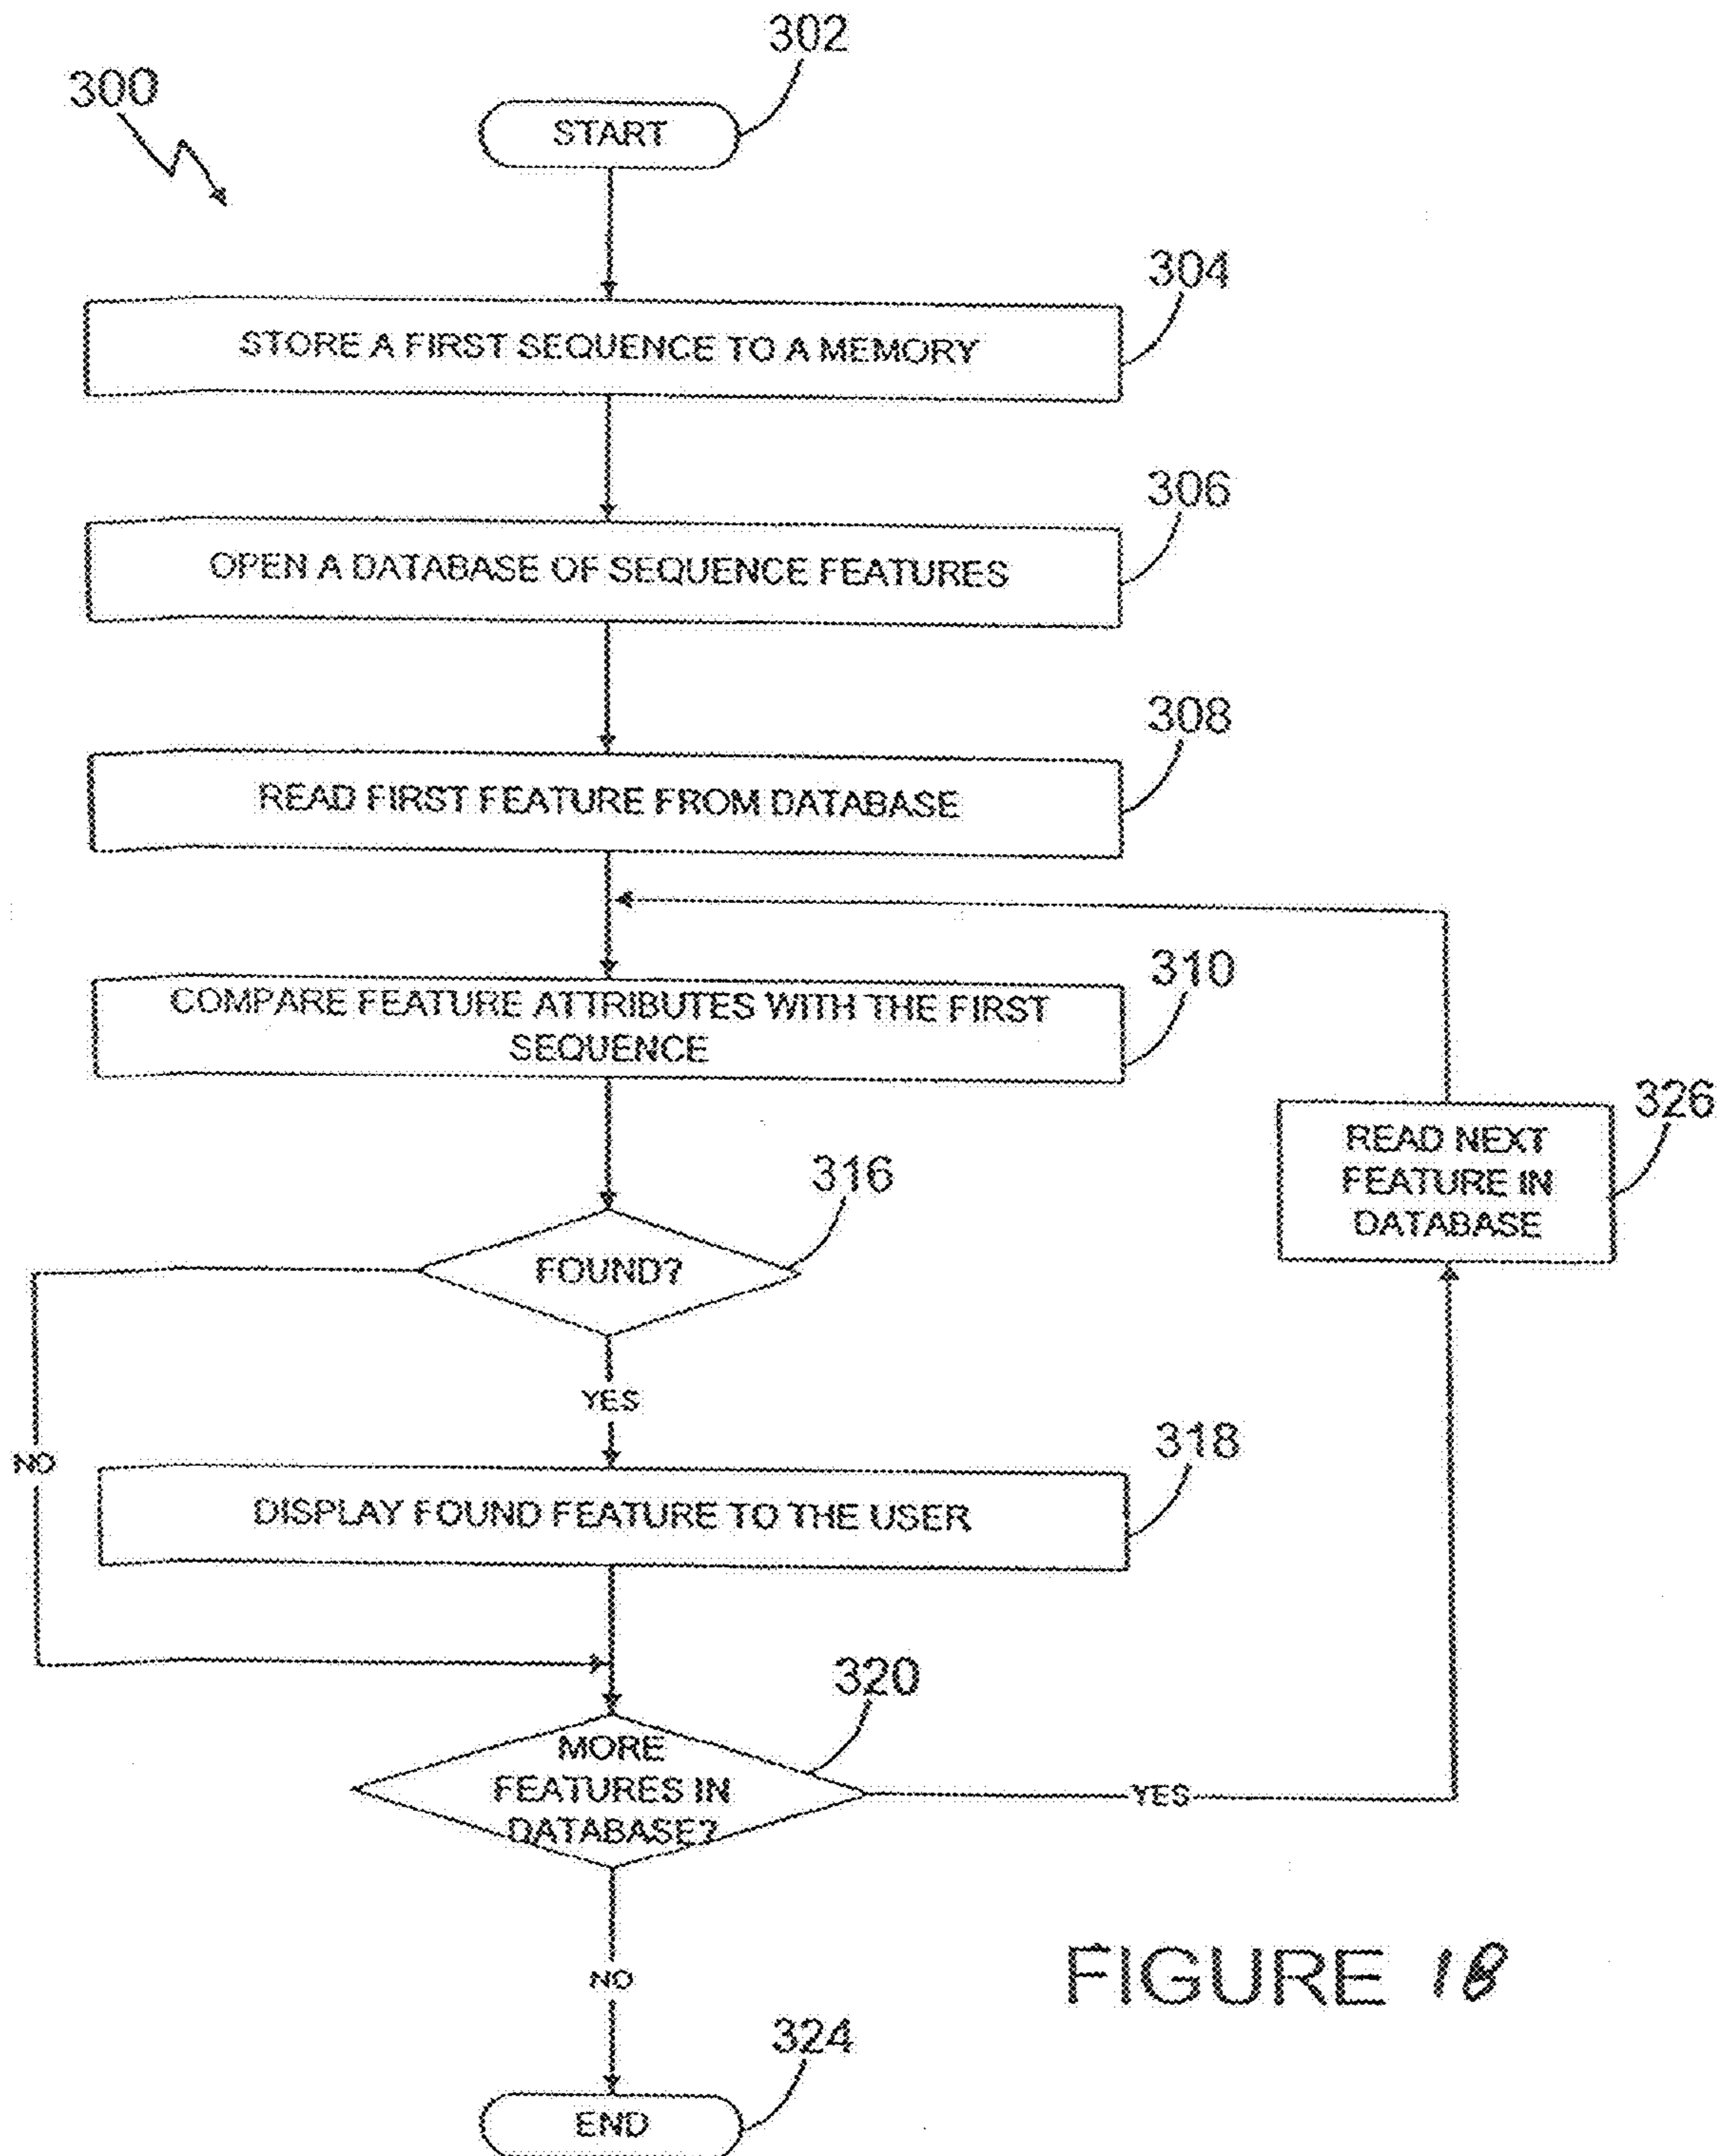 302
300
START
304
STORE A FIRST SEQUENCE TO A MEMORY
306
OPEN A DATABASE OF SEQUENCE FEATURES
308
READ FIRST FEATURE FROM DATABASE
310
COMPARE FEATURE ATTRIBUTES WITH THE FIRST
SEQUENCE
326
READ NEXT
FEATURE IN
DATABASE
316
FOUND?
YES
NO
318
DISPLAY FOUND FEATURE TO THE USER
320
MORE
FEATURES IN
DATABASE?
YES
NO
FIGURE 18
324
END